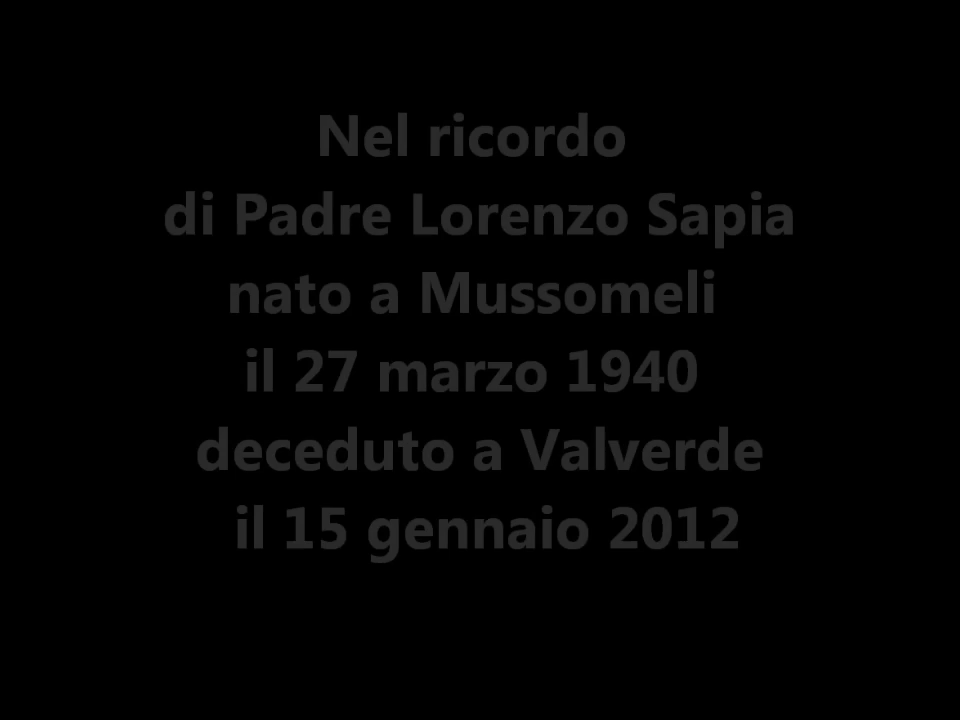 Nel ricordo
di Padre Lorenzo Sapia
nato a Mussomeli
il 27 marzo 1940
deceduto a Valverde
il 15 gennaio 2012